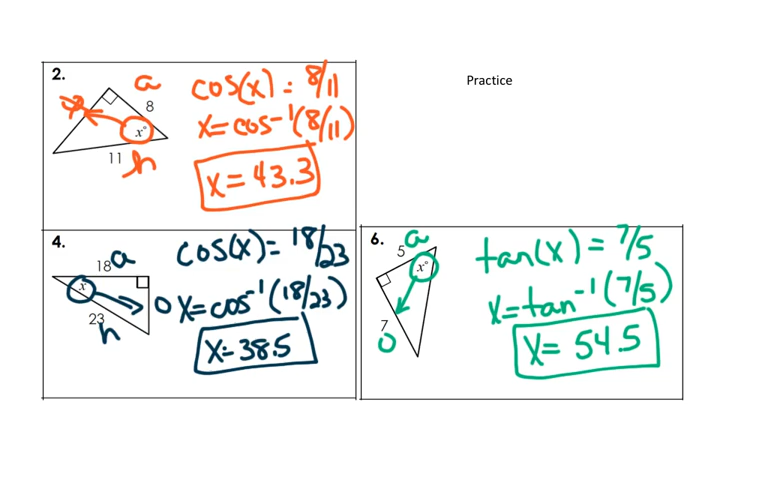 Practice
2.
a
8
x°
11
h
cos(x) = 8/11
x=cos⁻¹(8/11)
x=43.3
4.
18
a
x
23
h
O
cos(x)=18/23
x=cos⁻¹(18/23)
x=38.5
6.
a
5
x°
7
O
tan(x)=7/5
x=tan⁻¹(7/5)
x= 54.5